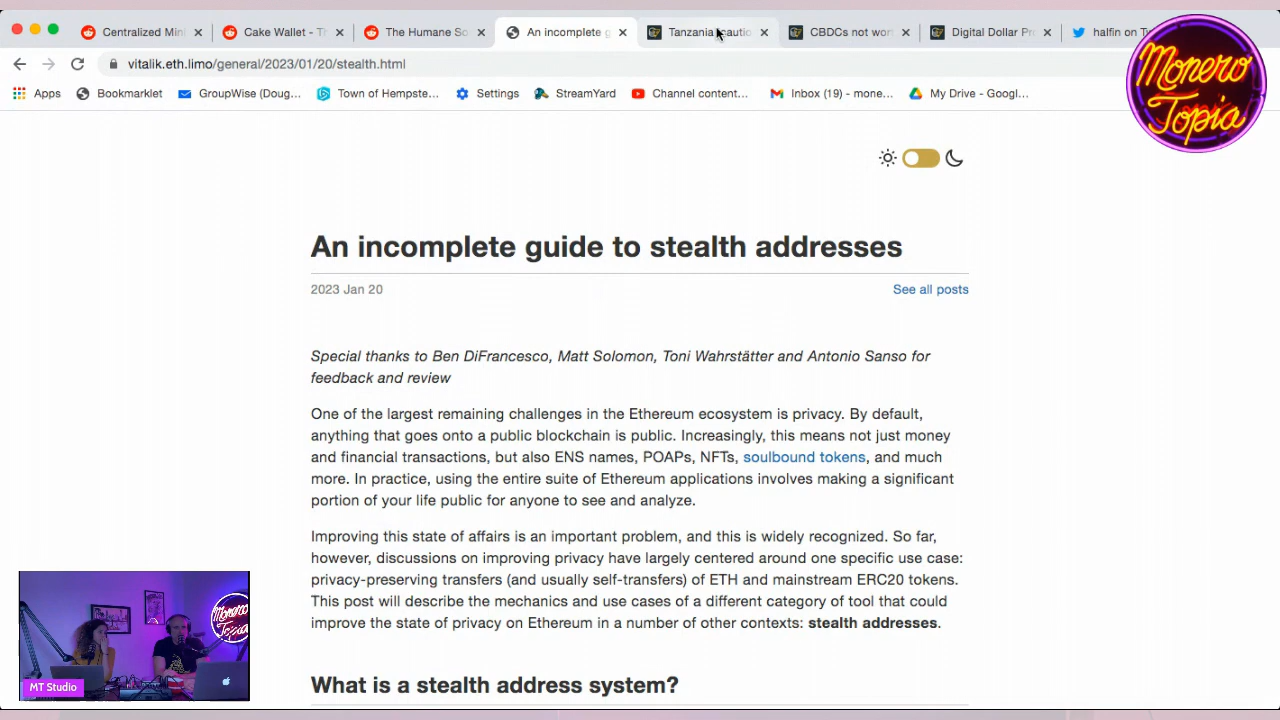 Centralized Min
Cake Wallet - Th
The Humane So
An incomplete g
Tanzania cautio
CBDCs not wor
Digital Dollar Pr
halfin on Tw
vitalik.eth.limo/general/2023/01/20/stealth.html
Apps
Bookmarklet
GroupWise (Doug...
Town of Hempste...
Settings
StreamYard
Channel content...
Inbox (19) - mone...
My Drive - Googl...
Monero
Topia
An incomplete guide to stealth addresses
2023 Jan 20
See all posts
Special thanks to Ben DiFrancesco, Matt Solomon, Toni Wahrstätter and Antonio Sanso for
feedback and review
One of the largest remaining challenges in the Ethereum ecosystem is privacy. By default,
anything that goes onto a public blockchain is public. Increasingly, this means not just money
and financial transactions, but also ENS names, POAPs, NFTs, soulbound tokens, and much
more. In practice, using the entire suite of Ethereum applications involves making a significant
portion of your life public for anyone to see and analyze.
Improving this state of affairs is an important problem, and this is widely recognized. So far,
however, discussions on improving privacy have largely centered around one specific use case:
privacy-preserving transfers (and usually self-transfers) of ETH and mainstream ERC20 tokens.
This post will describe the mechanics and use cases of a different category of tool that could
improve the state of privacy on Ethereum in a number of other contexts: stealth addresses.
What is a stealth address system?
Monero
Topia
MT Studio